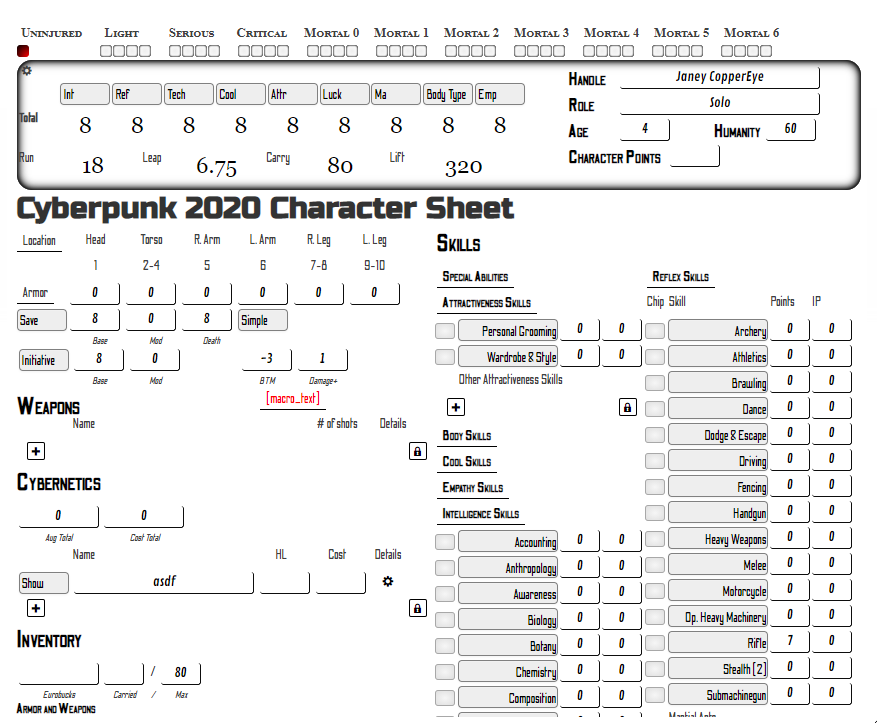 Uninjured Light Serious Critical Mortal 0 Mortal 1 Mortal 2 Mortal 3 Mortal 4 Mortal 5 Mortal 6
Int Ref Tech Cool Attr Luck Ma Body Type Emp
Total 8 8 8 8 8 8 8 8 8
Run 18 Leap 6.75 Carry 80 Lift 320
Handle Janey CopperEye
Role Solo
Age 4 Humanity 60
Character Points
Cyberpunk 2020 Character Sheet
Location Head Torso R. Arm L. Arm R. Leg L. Leg
1 2-4 5 6 7-8 9-10
Armor 0 0 0 0 0 0
Save 8 0 8 Simple
Base Mod Death
Initiative 8 0 -3 1
Base Mod BTM Damage+
[macro_text]
Weapons
Name # of shots Details
+
Cybernetics
0 0
Aug Total Cost Total
Name HL Cost Details
Show asdf
+
Inventory
/ 80
Eurobucks Carried / Max
Armor and Weapons
Skills
Special Abilities
Attractiveness Skills
Personal Grooming 0 0
Wardrobe & Style 0 0
Other Attractiveness Skills
+
Body Skills
Cool Skills
Empathy Skills
Intelligence Skills
Accounting 0 0
Anthropology 0 0
Awareness 0 0
Biology 0 0
Botany 0 0
Chemistry 0 0
Composition 0 0
Reflex Skills
Chip Skill Points IP
Archery 0 0
Athletics 0 0
Brawling 0 0
Dance 0 0
Dodge & Escape 0 0
Driving 0 0
Fencing 0 0
Handgun 0 0
Heavy Weapons 0 0
Melee 0 0
Motorcycle 0 0
Op. Heavy Machinery 0 0
Rifle 7 0
Stealth [2] 0 0
Submachinegun 0 0
Martial Arts